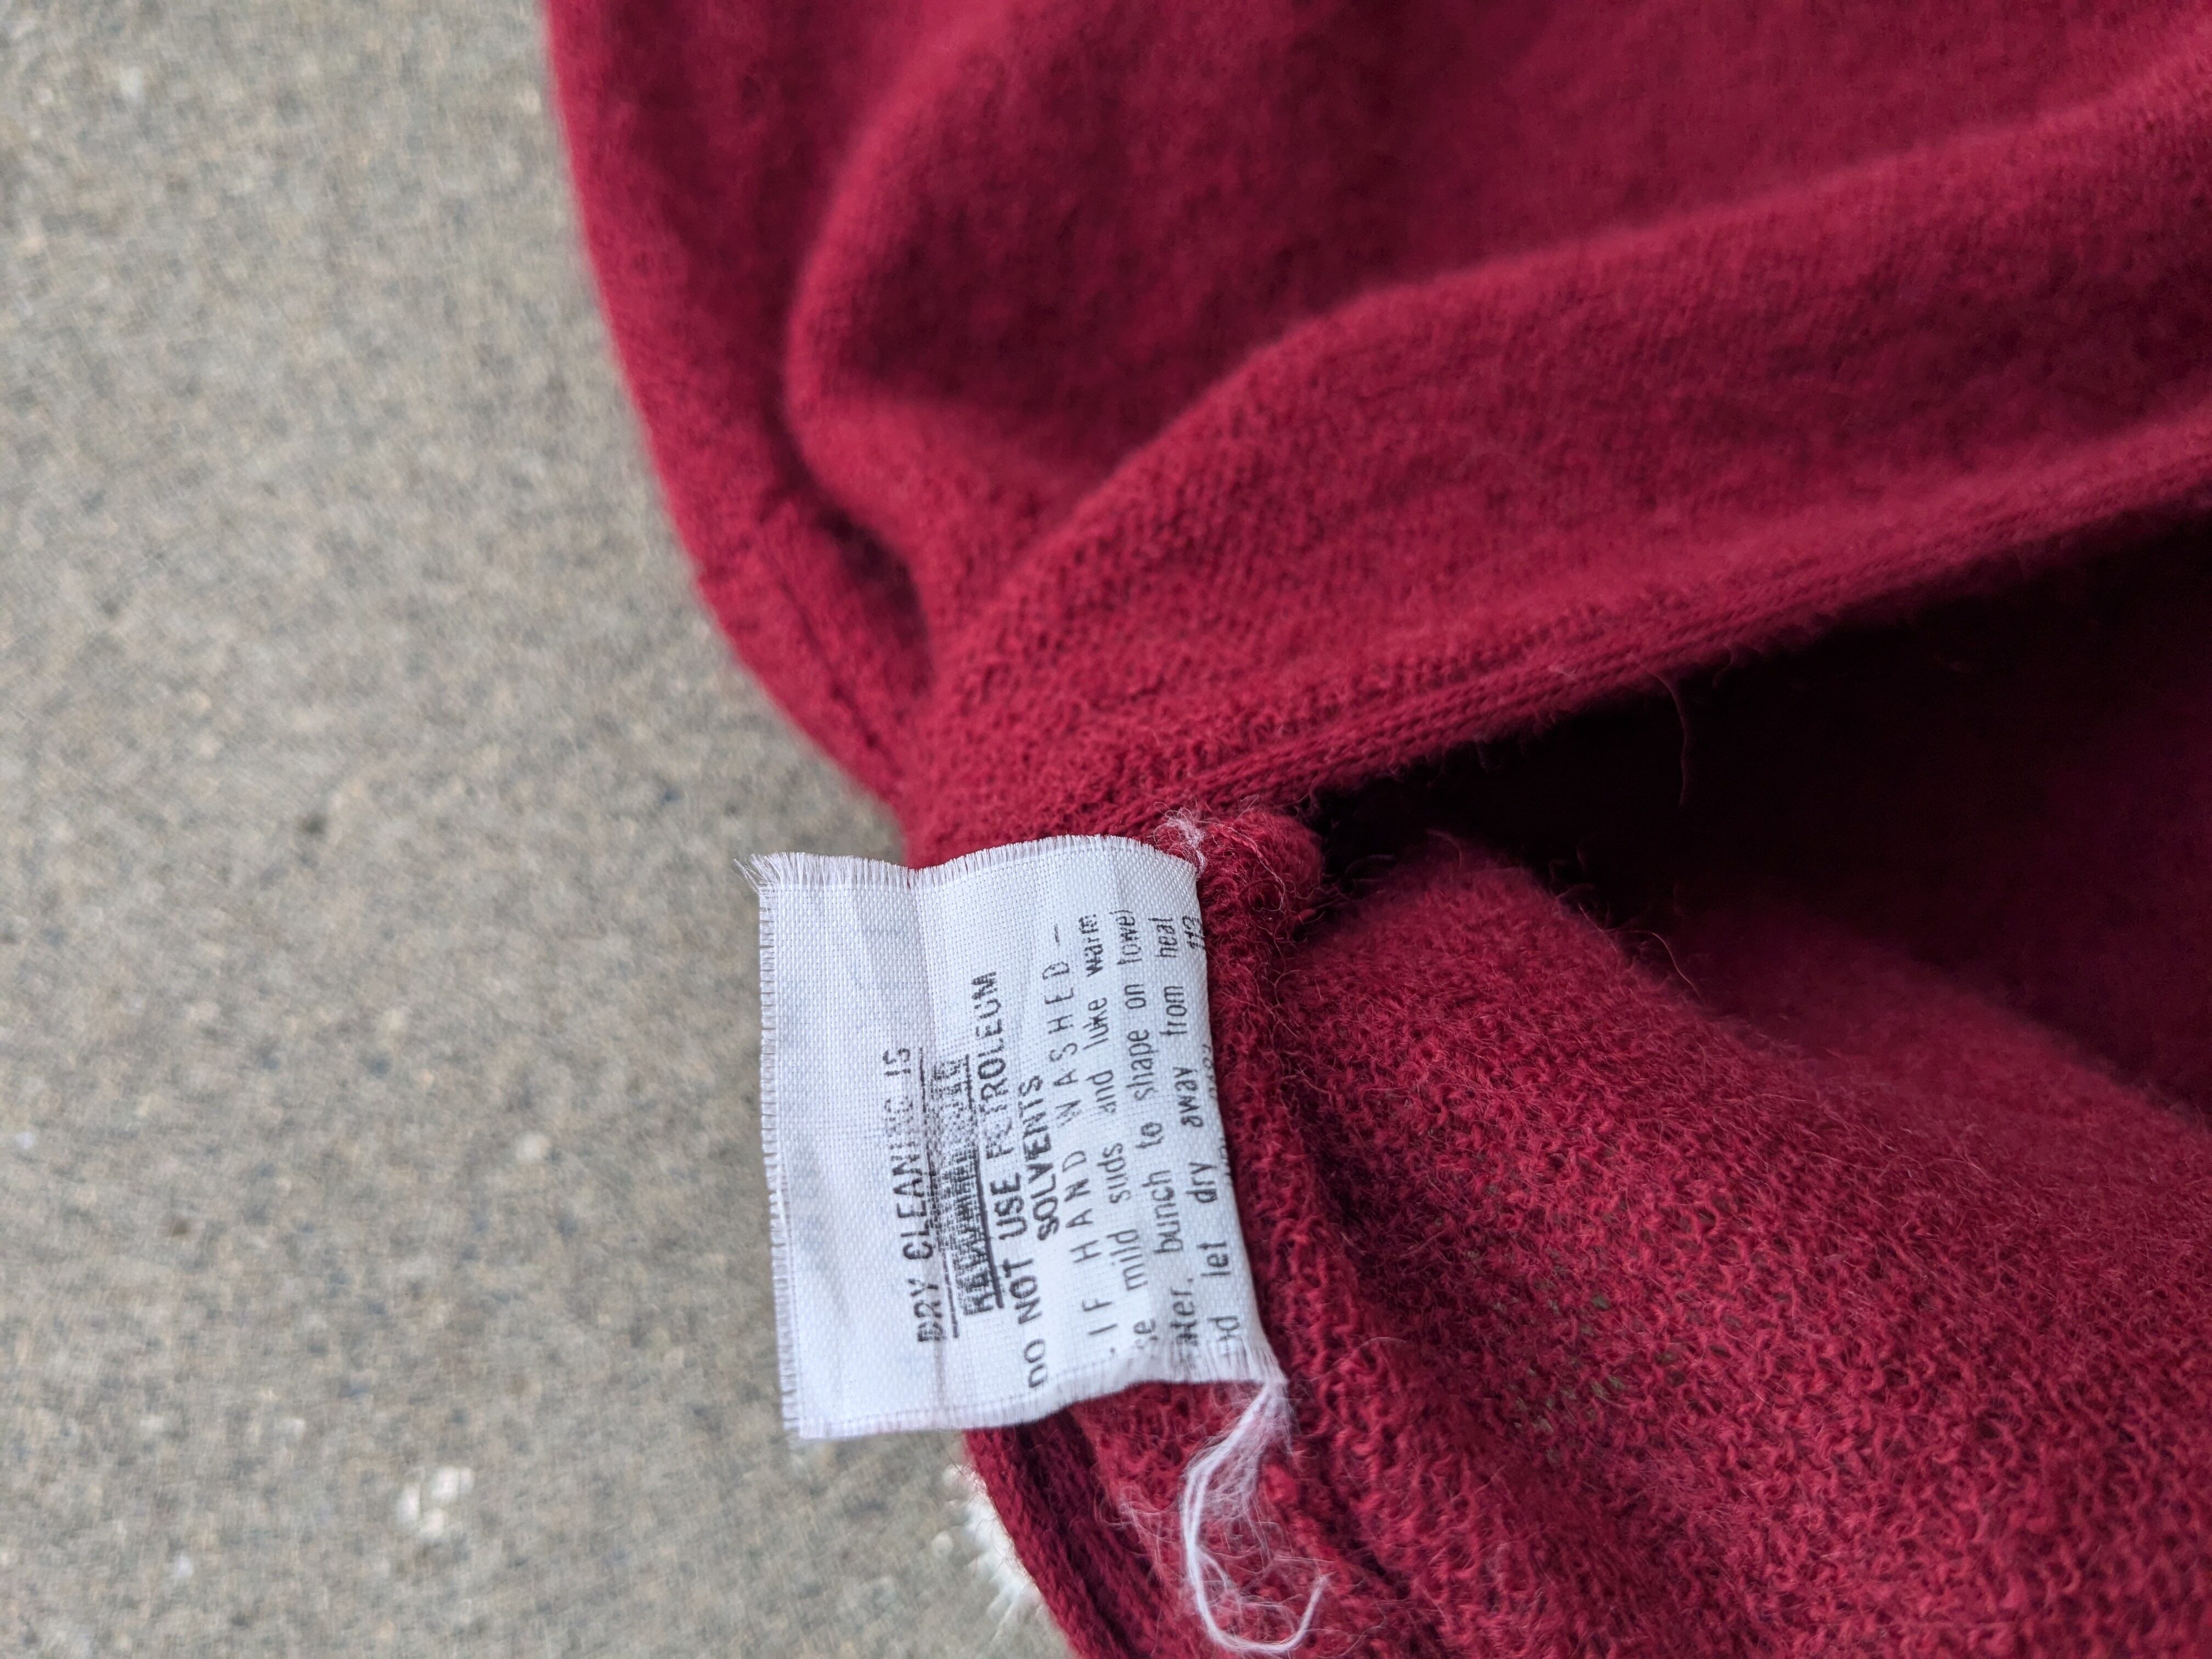 DRY CLEANING IS
DO NOT USE PETROLEUM
SOLVENTS
IF HAND WASHED -
mild suds and luke warm
bunch to shape on towel
let dry away from heat
113